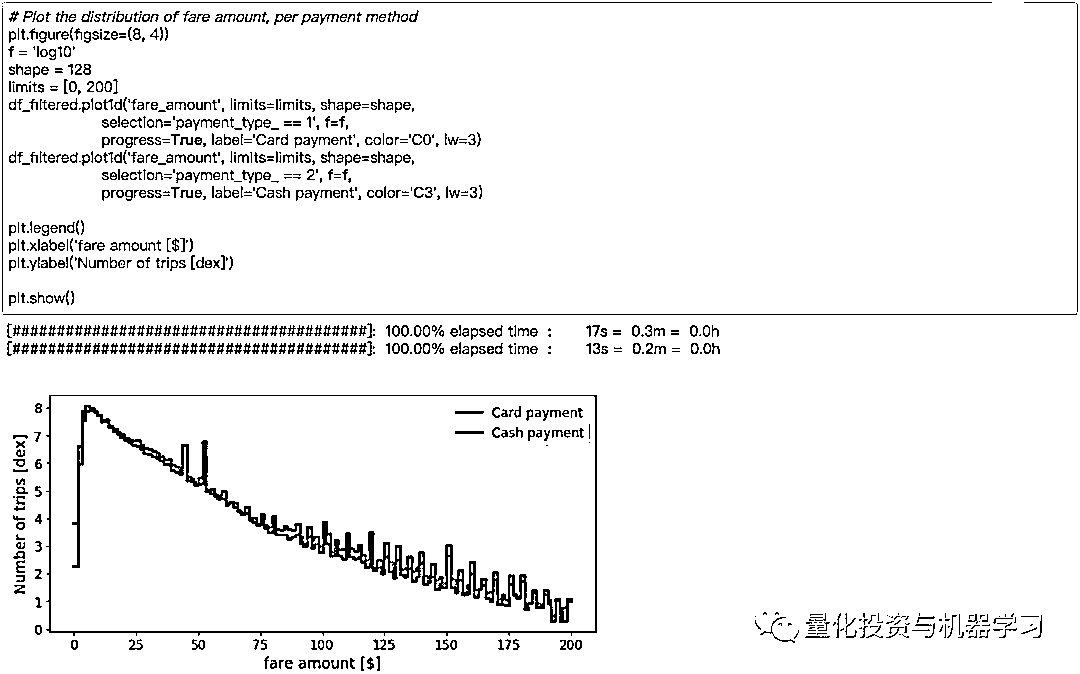 # Plot the distribution of fare amount, per payment method
plt.figure(figsize=(8, 4))
f = 'log10'
shape = 128
limits = [0, 200]
df_filtered.plot1d('fare_amount', limits=limits, shape=shape,
selection='payment_type_ == 1', f=f,
progress=True, label='Card payment', color='C0', lw=3)
df_filtered.plot1d('fare_amount', limits=limits, shape=shape,
selection='payment_type_ == 2', f=f,
progress=True, label='Cash payment', color='C3', lw=3)
plt.legend()
plt.xlabel('fare amount [$]')
plt.ylabel('Number of trips [dex]')
plt.show()
[########################################]: 100.00% elapsed time : 17s = 0.3m = 0.0h
[########################################]: 100.00% elapsed time : 13s = 0.2m = 0.0h
Card payment
Cash payment
Number of trips [dex]
8
7
6
5
4
3
2
1
0
0 25 50 75 100 125 150 175 200
fare amount [$]
量化投资与机器学习